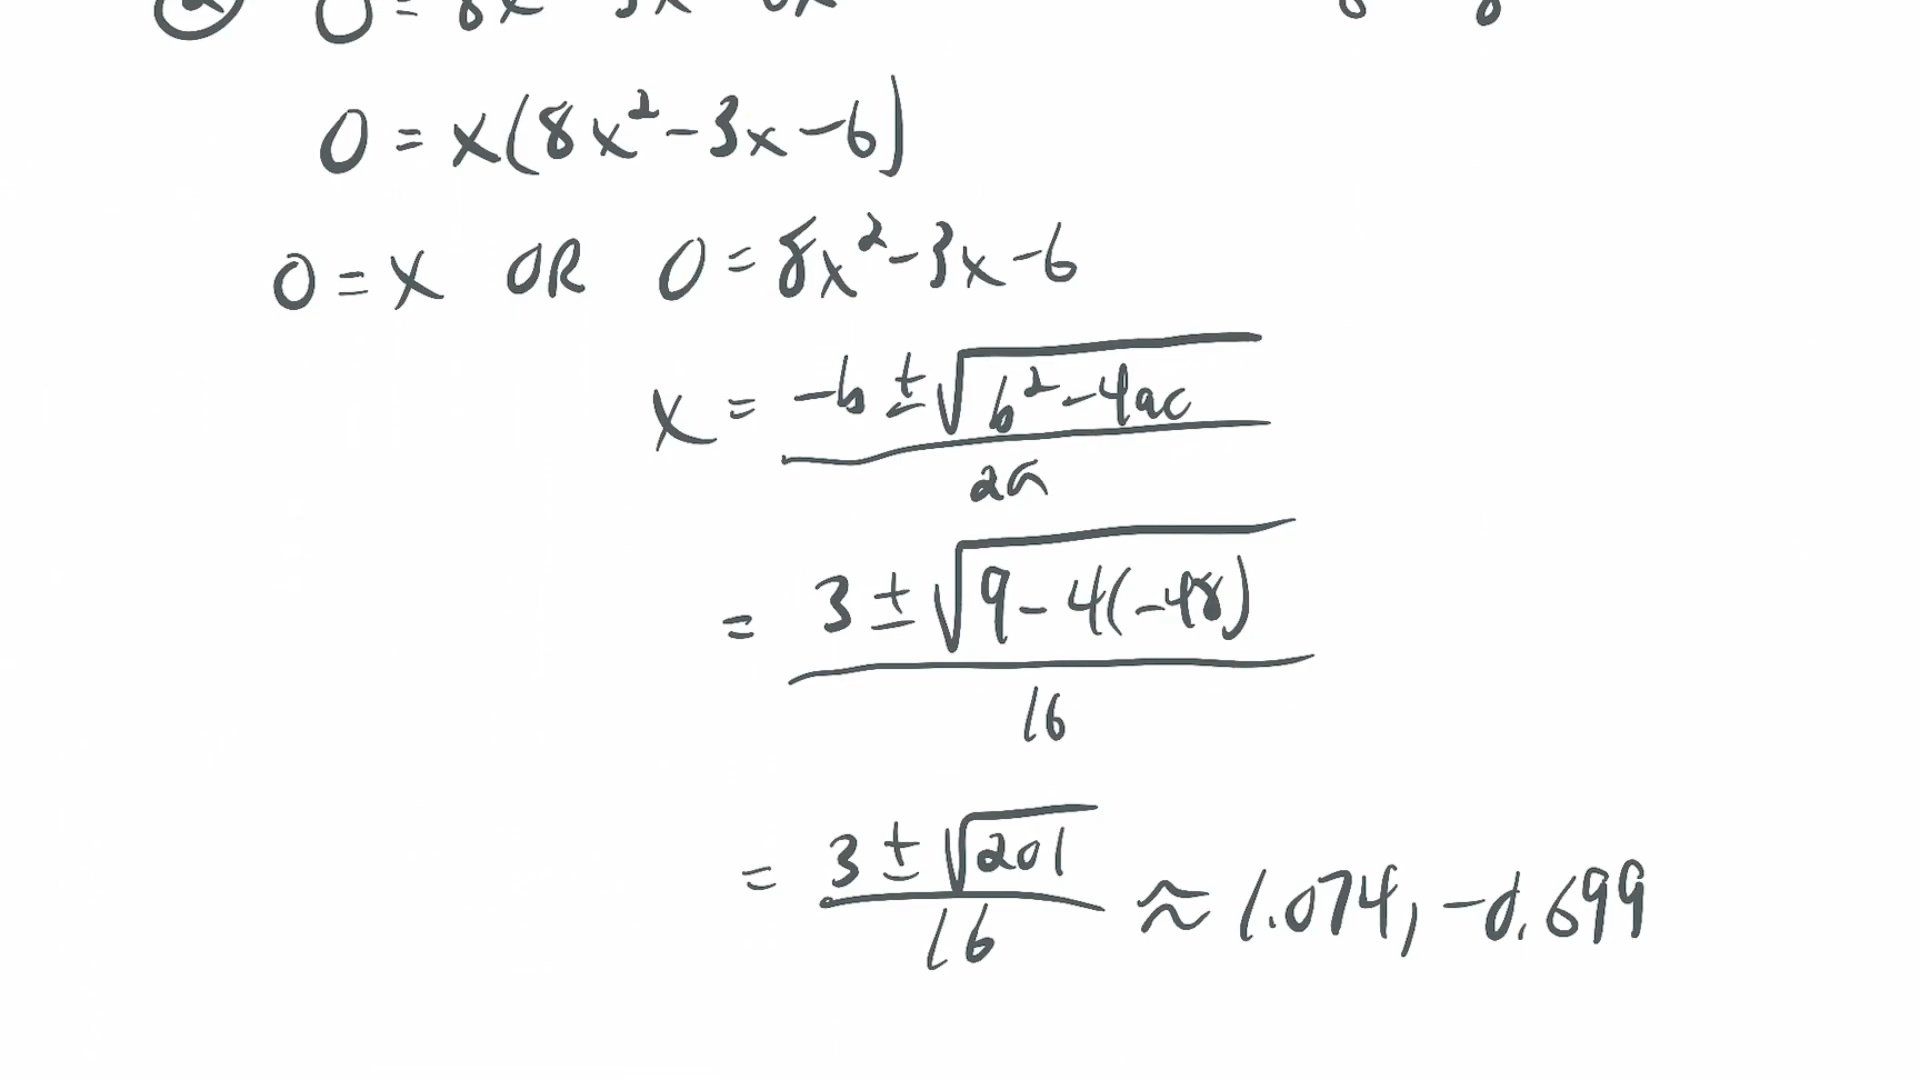 0 = x(8x² - 3x - 6)
0 = x OR 0 = 8x² - 3x - 6
x = (-b ± √(b² - 4ac)) / 2a
= (3 ± √(9 - 4(-48))) / 16
= (3 ± √201) / 16 ≈ 1.074, -0.699